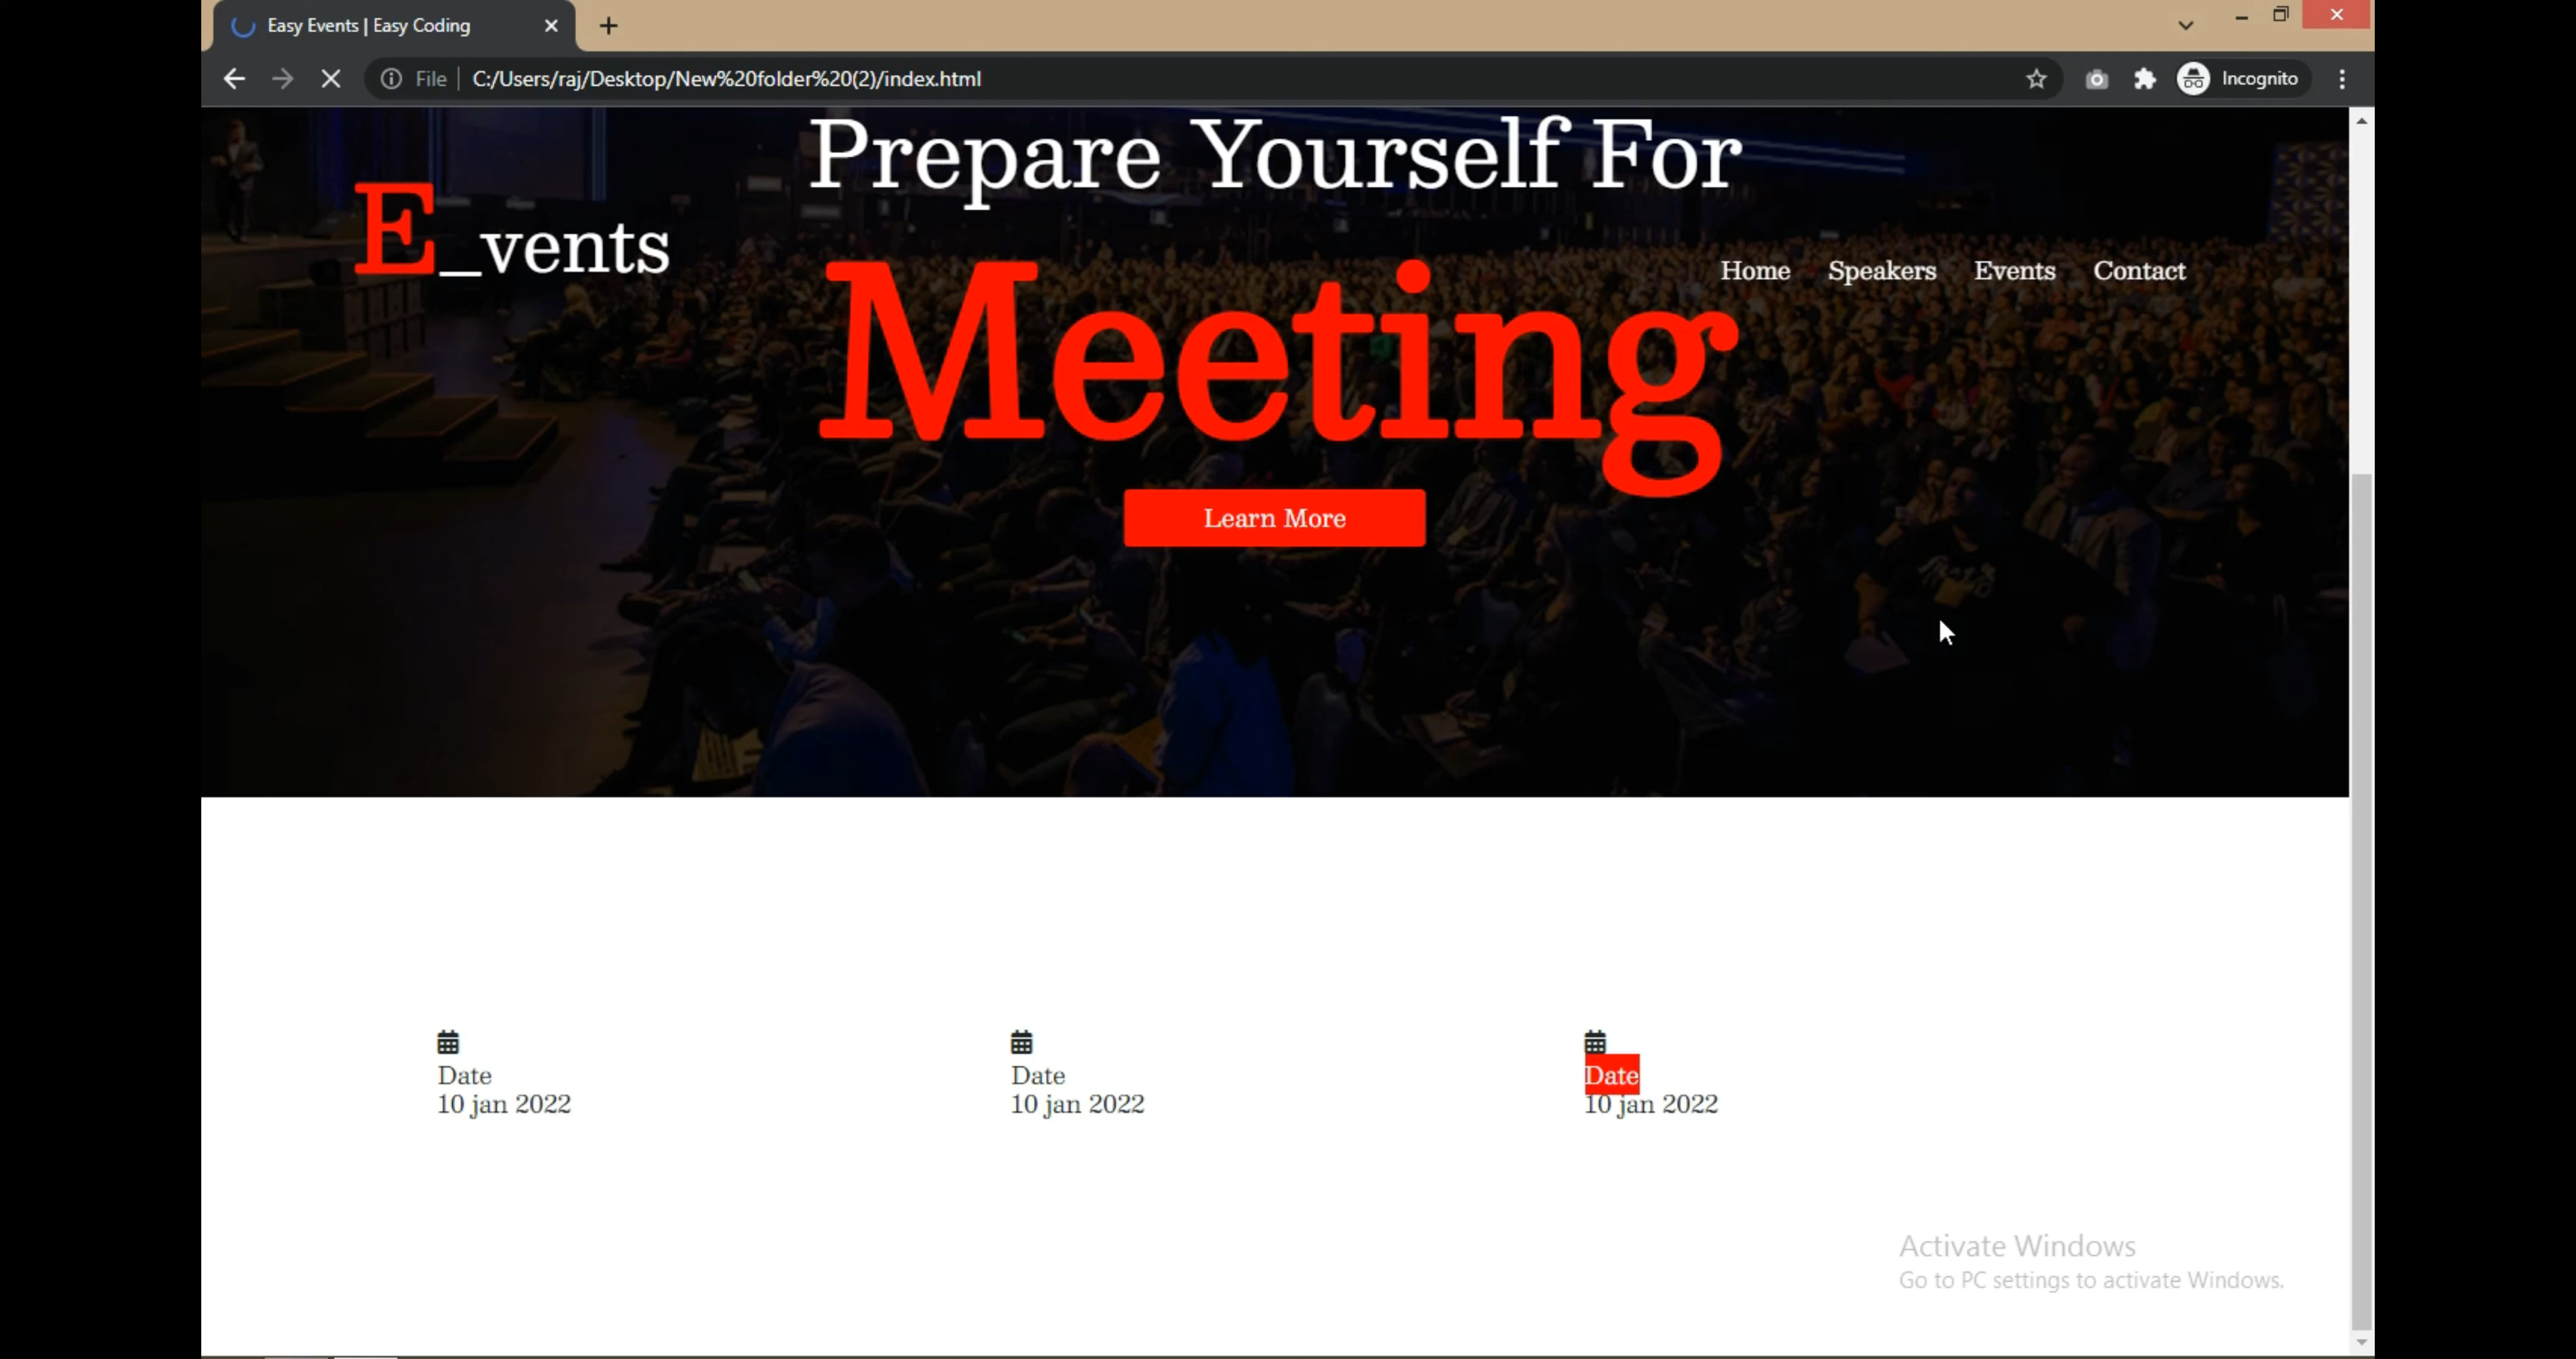 Easy Events | Easy Coding
File C:/Users/raj/Desktop/New%20folder%20(2)/index.html
Incognito
Prepare Yourself For
E_vents
Home Speakers Events Contact
Meeting
Learn More
Date
10 jan 2022
Date
10 jan 2022
Date
10 jan 2022
Activate Windows
Go to PC settings to activate Windows.